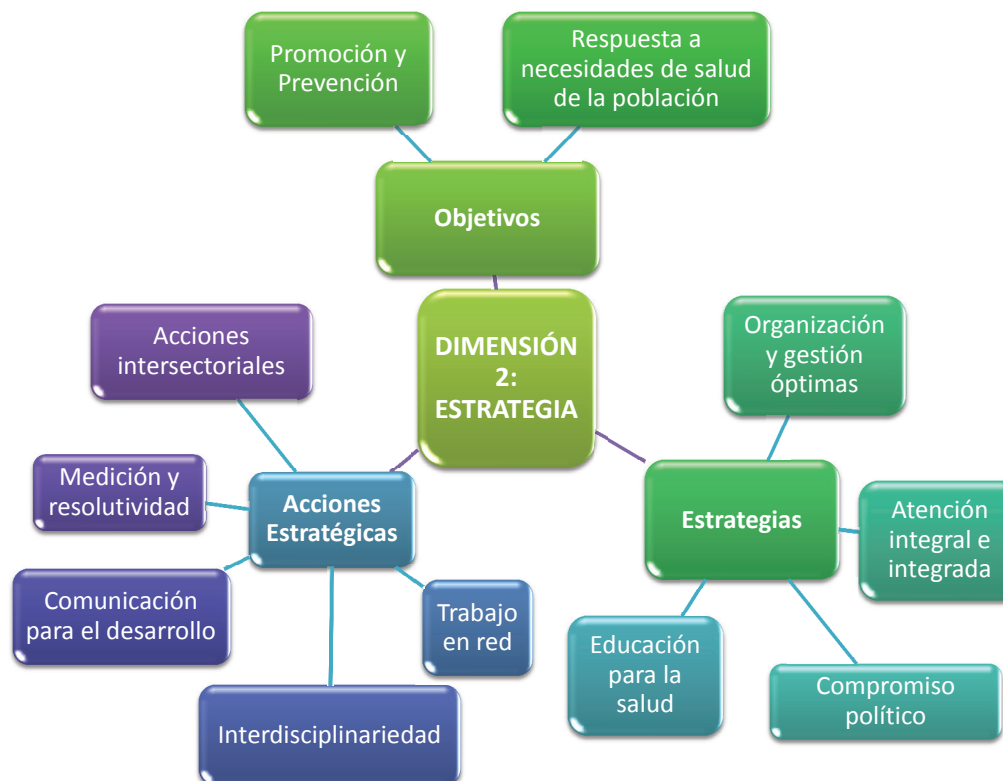 Promoción y
Prevención
Respuesta a
necesidades de salud
de la población
Objetivos
DIMENSIÓN
2:
ESTRATEGIA
Acciones
intersectoriales
Organización
y gestión
óptimas
Medición y
resolutividad
Acciones
Estratégicas
Estrategias
Atención
integral e
integrada
Comunicación
para el desarrollo
Trabajo
en red
Educación
para la
salud
Compromiso
político
Interdisciplinariedad